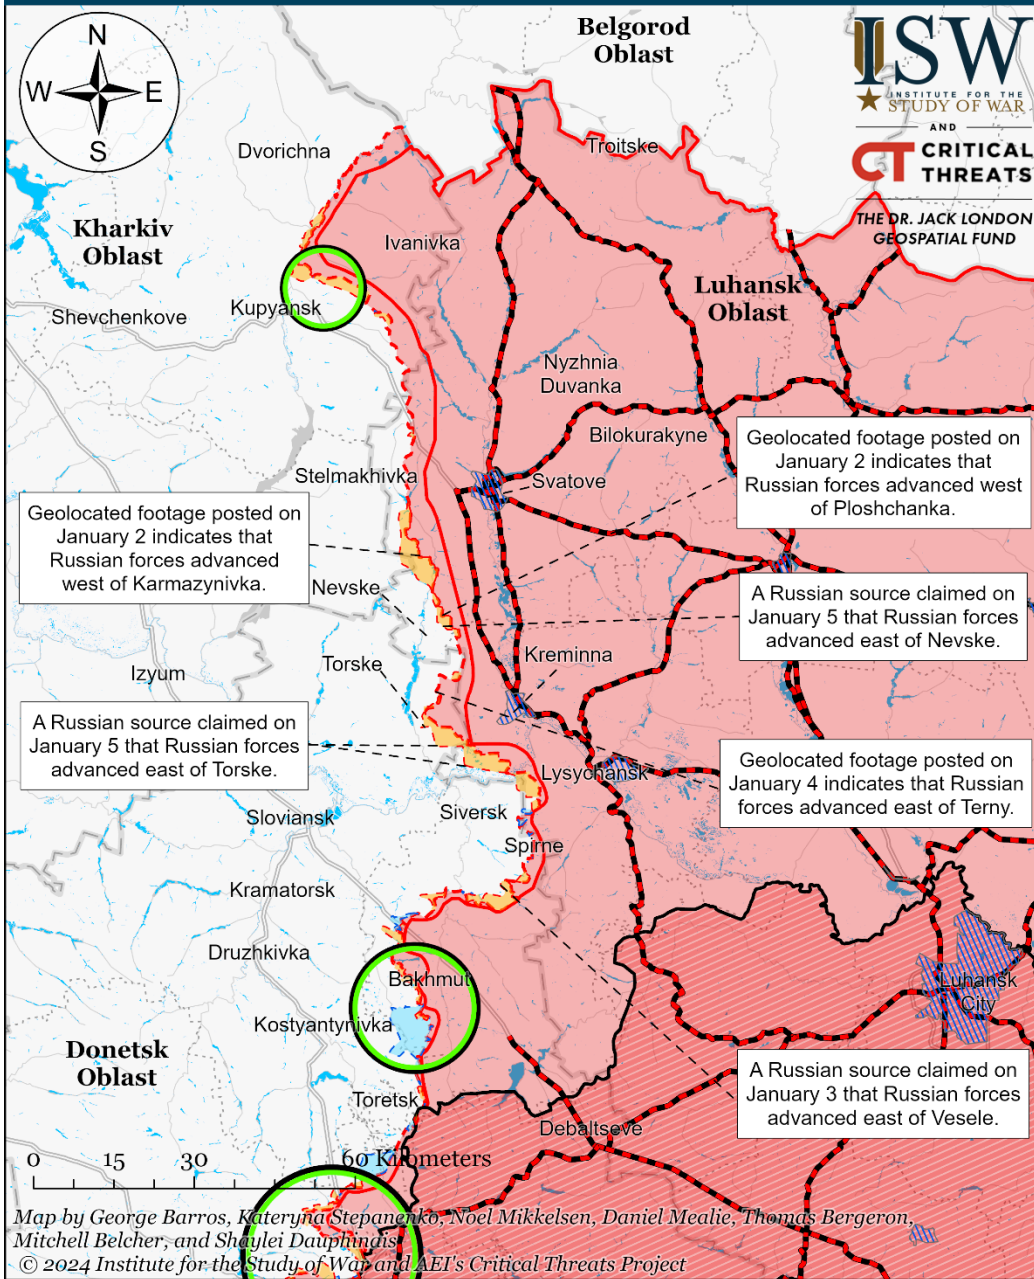 N
W
E
S
Belgorod
Oblast
ISW
INSTITUTE FOR THE
STUDY OF WAR
AND
CT CRITICAL
THREATS
THE DR. JACK LONDON
GEOSPATIAL FUND
Dvorichna
Troitske
Kharkiv
Oblast
Ivanivka
Luhansk
Oblast
Kupyansk
Shevchenkove
Nyzhnia
Duvanka
Bilokurakyne
Geolocated footage posted on
January 2 indicates that
Russian forces advanced west
of Ploshchanka.
Stelmakhivka
Svatove
Geolocated footage posted on
January 2 indicates that
Russian forces advanced
west of Karmazynivka.
Nevske
A Russian source claimed on
January 5 that Russian forces
advanced east of Nevske.
Kreminna
Torske
Izyum
A Russian source claimed on
January 5 that Russian forces
advanced east of Torske.
Lysychansk
Geolocated footage posted on
January 4 indicates that Russian
forces advanced east of Terny.
Siversk
Sloviansk
Spirne
Kramatorsk
Druzhkivka
Bakhmut
Luhansk
City
Kostyantynivka
Donetsk
Oblast
A Russian source claimed on
January 3 that Russian forces
advanced east of Vesele.
Toretsk
Debaltseve
0 15 30 60 Kilometers
Map by George Barros, Kateryna Stepanenko, Noel Mikkelsen, Daniel Mealie, Thomas Bergeron,
Mitchell Belcher, and Shaylei Dauphinais
© 2024 Institute for the Study of War and AEI's Critical Threats Project